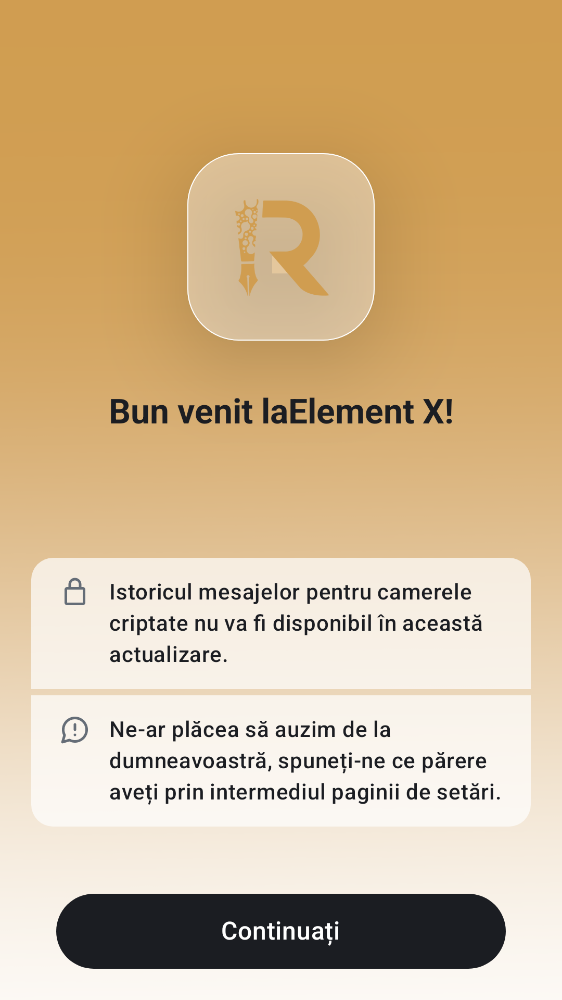 Bun venit laElement X!
Istoricul mesajelor pentru camerele
criptate nu va fi disponibil în această
actualizare.
Ne-ar plăcea să auzim de la
dumneavoastră, spuneți-ne ce părere
aveți prin intermediul paginii de setări.
Continuați